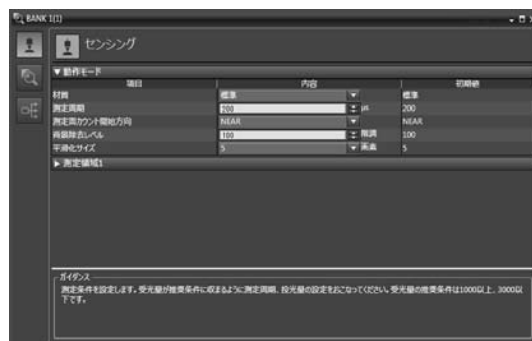 BANK 1(1)
センシング
▼ 動作モード
項目 内容 初期値
材質 標準 標準
測定周期 200 μs 200
測定面カウント開始方向 NEAR NEAR
背景除去レベル 100 階調 100
平滑化サイズ 5 画素 5
▶ 測定領域1
ガイダンス
測定条件を設定します。受光量が推奨条件に収まるように測定周期、投光量の設定をおこなってください。受光量の推奨条件は1000以上、3000以
下です。